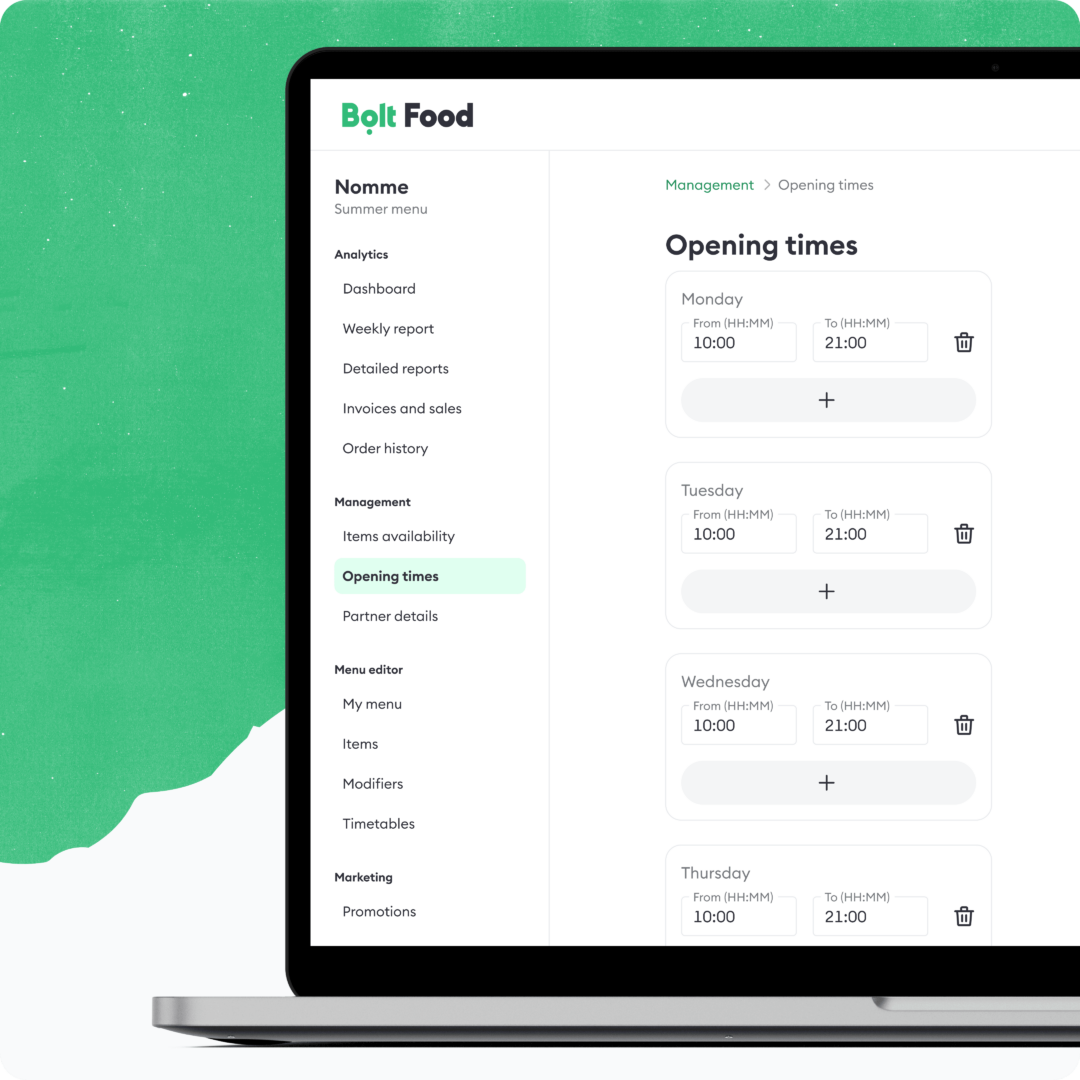 Bolt Food
Nomme
Summer menu
Analytics
Dashboard
Weekly report
Detailed reports
Invoices and sales
Order history
Management
Items availability
Opening times
Partner details
Menu editor
My menu
Items
Modifiers
Timetables
Marketing
Promotions
Management > Opening times
Opening times
Monday
From (HH:MM) To (HH:MM)
10:00 21:00
+
Tuesday
From (HH:MM) To (HH:MM)
10:00 21:00
+
Wednesday
From (HH:MM) To (HH:MM)
10:00 21:00
+
Thursday
From (HH:MM) To (HH:MM)
10:00 21:00